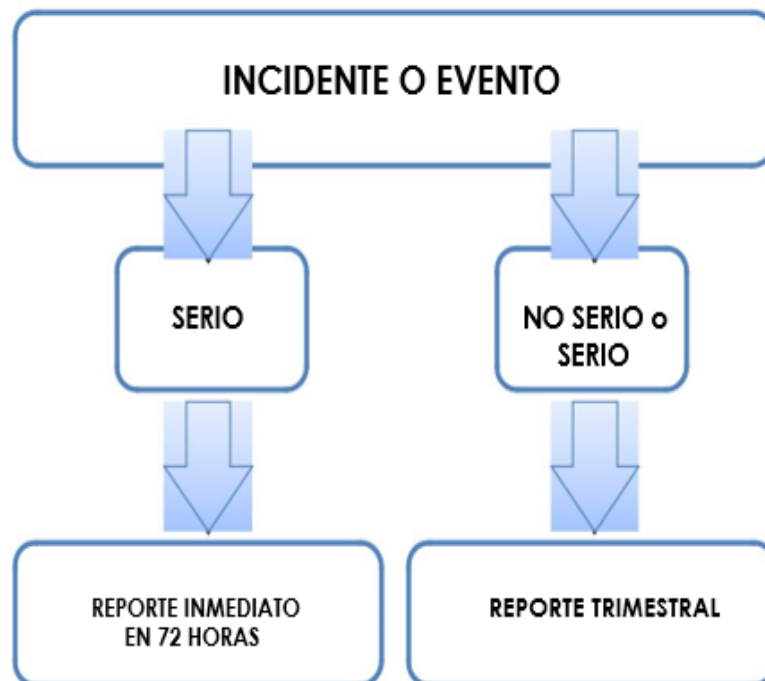 INCIDENTE O EVENTO
SERIO
NO SERIO o
SERIO
REPORTE INMEDIATO
EN 72 HORAS
REPORTE TRIMESTRAL